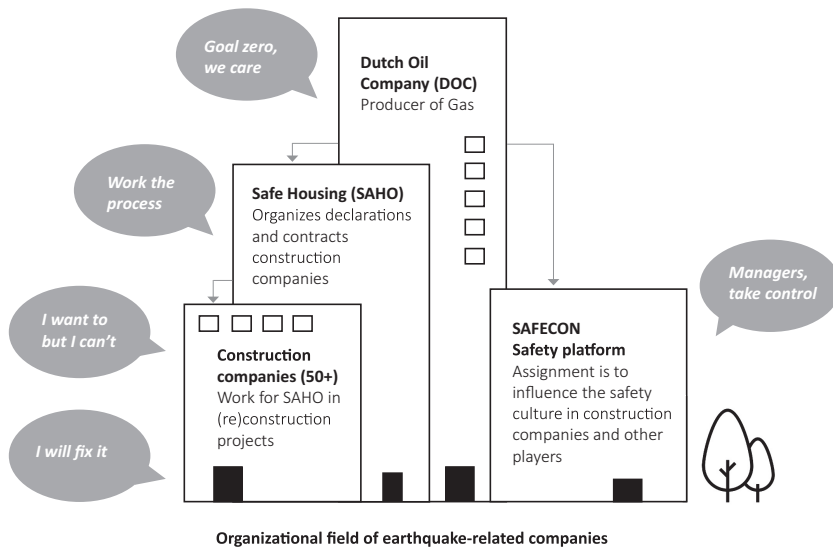 Goal zero,
we care
Dutch Oil
Company (DOC)
Producer of Gas
Work the
process
Safe Housing (SAHO)
Organizes declarations
and contracts
construction
companies
Managers,
take control
I want to
but I can't
Construction
companies (50+)
Work for SAHO in
(re)construction
projects
SAFECON
Safety platform
Assignment is to
influence the safety
culture in construction
companies and other
players
I will fix it
Organizational field of earthquake-related companies